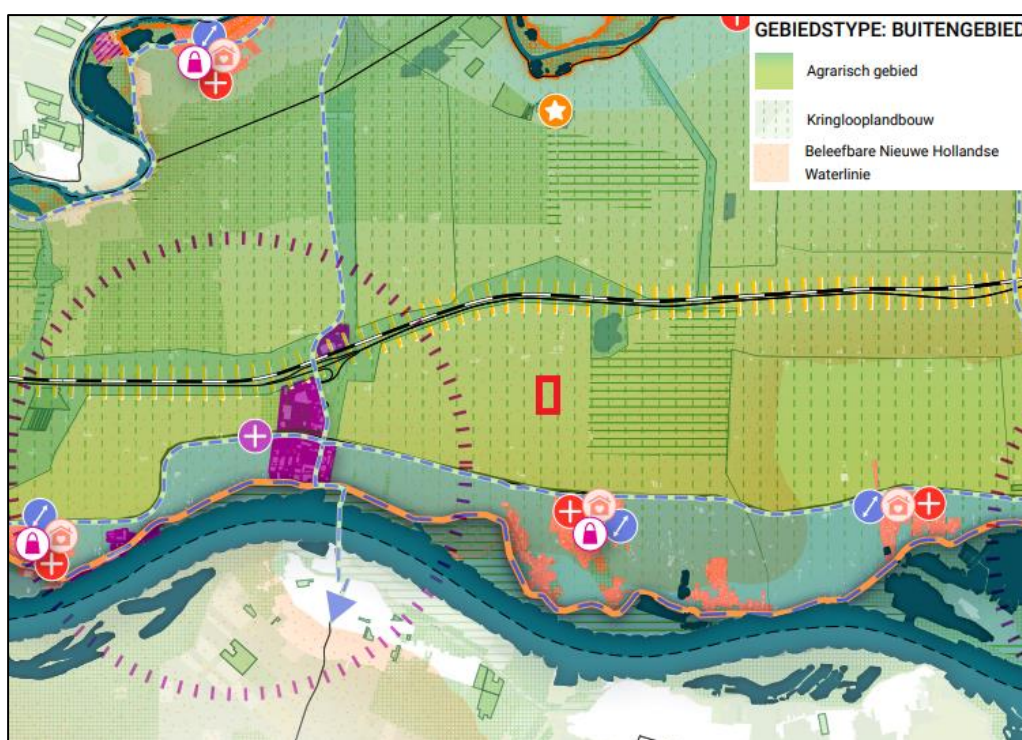 GEBIEDSTYPE: BUITENGEBIED
Agrarisch gebied
Kringlooplandbouw
Beleefbare Nieuwe Hollandse
Waterlinie